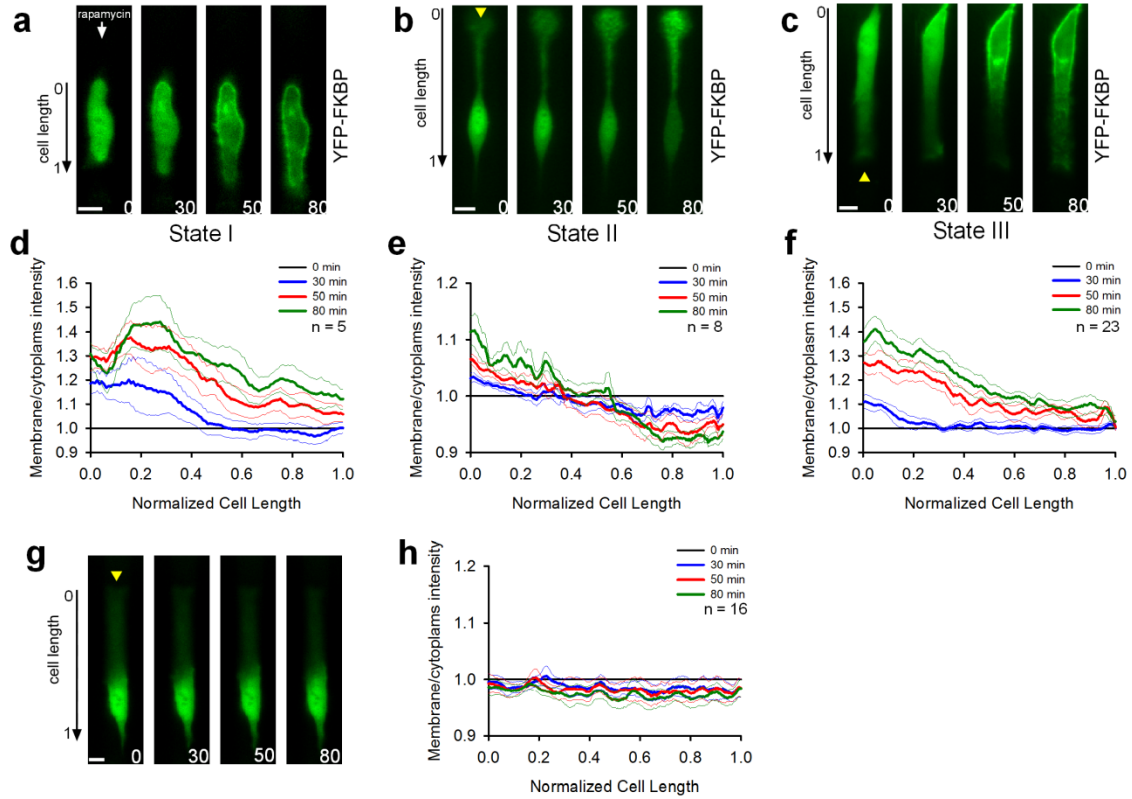 a
rapamycin
0
cell length
1
0
30
50
80
YFP-FKBP
State I
b
0
cell length
1
0
30
50
80
YFP-FKBP
State II
c
0
cell length
1
0
30
50
80
YFP-FKBP
State III
d
Membrane/cytoplams intensity
1.6
1.5
1.4
1.3
1.2
1.1
1.0
0.9
0 min
30 min
50 min
80 min
n = 5
0.0 0.2 0.4 0.6 0.8 1.0
Normalized Cell Length
e
Membrane/cytoplams intensity
1.2
1.1
1.0
0.9
0 min
30 min
50 min
80 min
n = 8
0.0 0.2 0.4 0.6 0.8 1.0
Normalized Cell Length
f
Membrane/cytoplams intensity
1.6
1.5
1.4
1.3
1.2
1.1
1.0
0.9
0 min
30 min
50 min
80 min
n = 23
0.0 0.2 0.4 0.6 0.8 1.0
Normalized Cell Length
g
0
cell length
1
0
30
50
80
h
Membrane/cytoplams intensity
1.2
1.1
1.0
0.9
0 min
30 min
50 min
80 min
n = 16
0.0 0.2 0.4 0.6 0.8 1.0
Normalized Cell Length